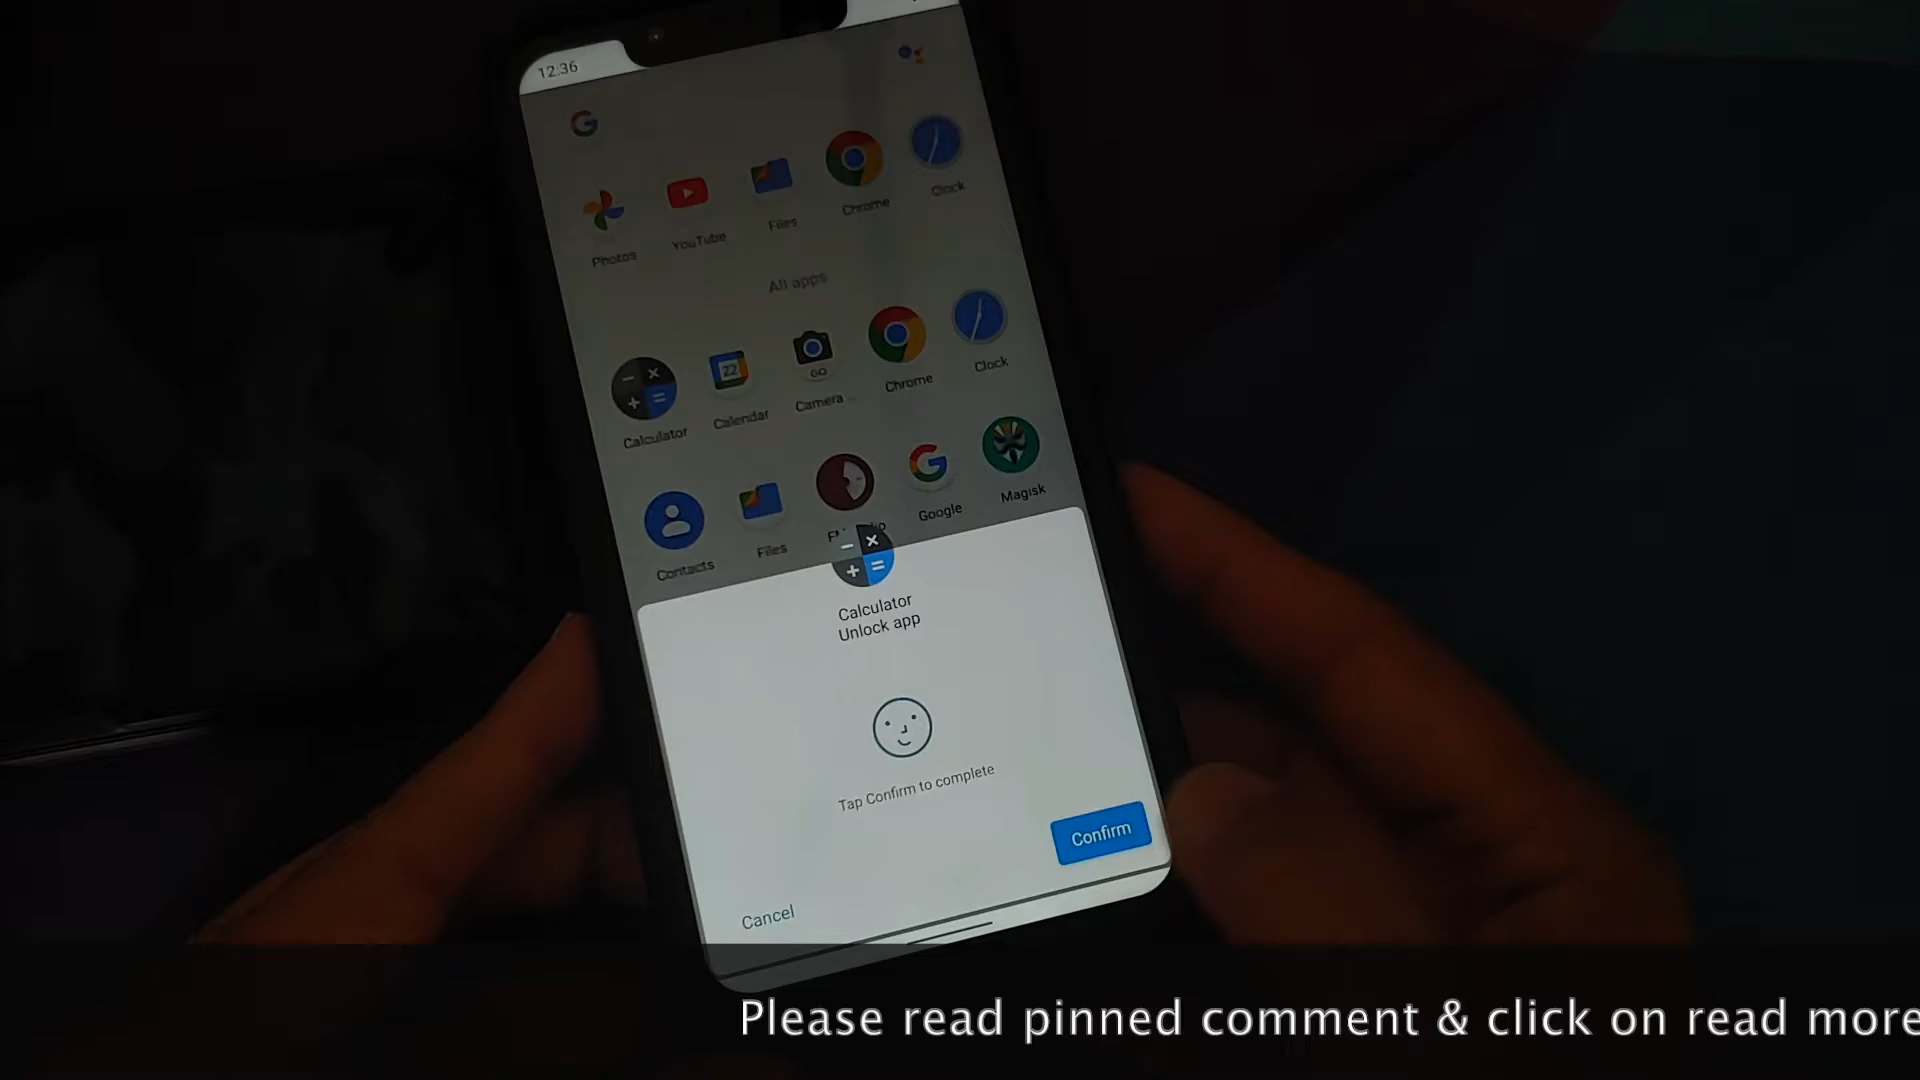 12:36
Photos
YouTube
Files
Chrome
Clock
All apps
Calculator
Calendar
Camera ..
Chrome
Clock
Contacts
Files
Google
Magisk
Calculator
Unlock app
Tap Confirm to complete
Confirm
Cancel
Please read pinned comment & click on read more